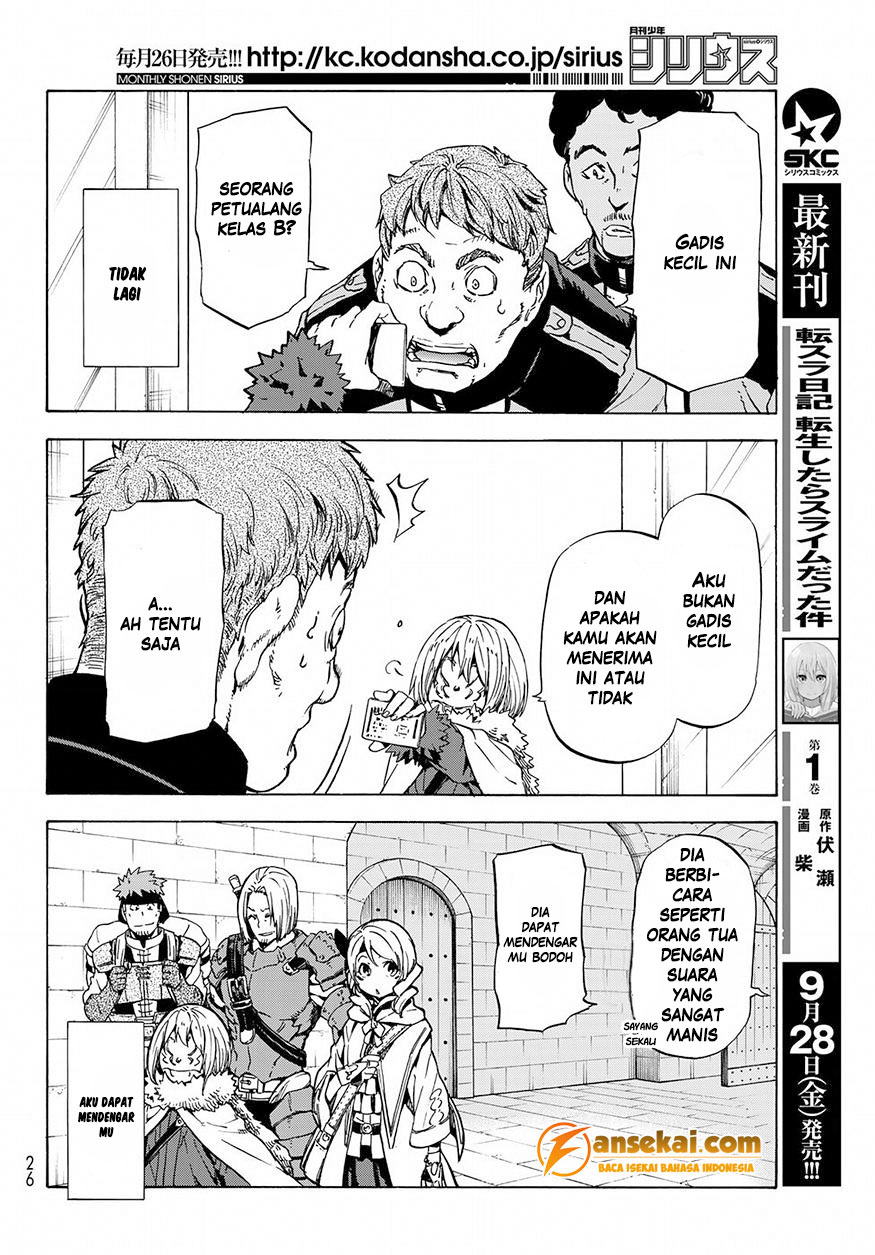 毎月26日発売!!! http://kc.kodansha.co.jp/sirius
MONTHLY SHONEN SIRIUS
月刊少年
シリウス
GADIS
KECIL INI
SEORANG
PETUALANG
KELAS B?
TIDAK
LAGI
AKU
BUKAN
GADIS
KECIL
DAN
APAKAH
KAMU AKAN
MENERIMA
INI ATAU
TIDAK
A...
AH TENTU
SAJA
DIA
BERBI-
CARA
SEPERTI
ORANG TUA
DENGAN
SUARA
YANG
SANGAT
MANIS
SAYANG
SEKALI
DIA
DAPAT
MENDENGAR
MU BODOH
AKU DAPAT
MENDENGAR
MU
ansekai.com
BACA ISEKAI BAHASA INDONESIA
26
SKC
シリウスコミックス
最新刊
転スラ日記 転生したらスライムだった件
第1巻
原作 伏瀬
漫画 柴
9月28日(金)発売!!!